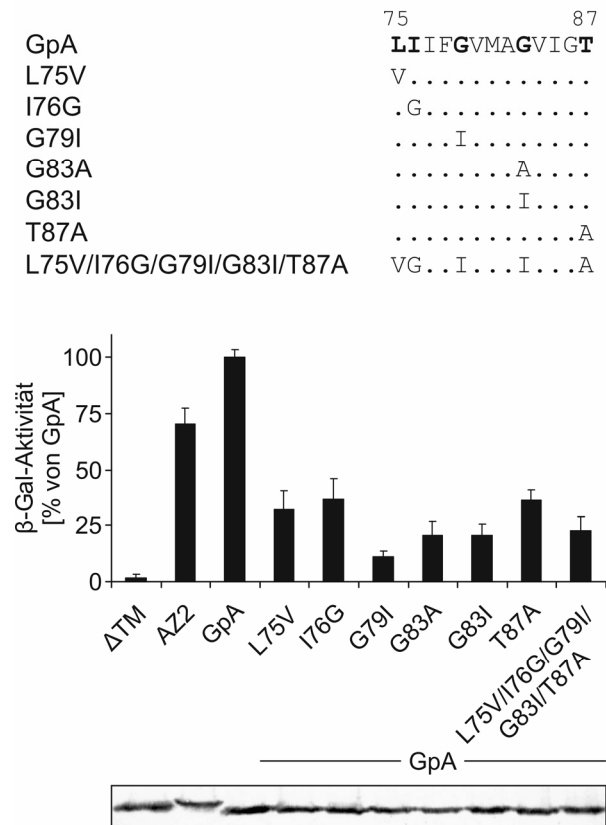 75 87
GpA LIIFGVMAGVIGT
L75V V............
I76G .G...........
G79I ....I........
G83A ........A....
G83I ........I....
T87A ............A
L75V/I76G/G79I/G83I/T87A VG..I...I...A
β-Gal-Aktivität
[% von GpA]
100
75
50
25
0
ΔTM
AZ2
GpA
L75V
I76G
G79I
G83A
G83I
T87A
L75V/I76G/G79I/
G83I/T87A
GpA